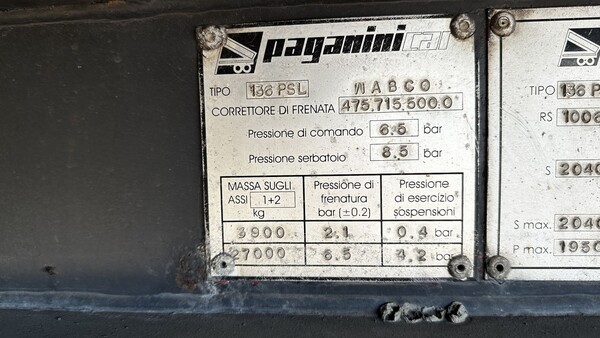 paganini car
TIPO 136 PSL WABCO
CORRETTORE DI FRENATA 475.715.500.0
Pressione di comando 6.5 bar
Pressione serbatoio 8.5 bar
MASSA SUGLI ASSI 1+2 kg
Pressione di frenatura bar (±0.2)
Pressione di esercizio sospensioni
3900 2.1 0.4 bar
27000 6.5 4.2 bar
TIPO 136 P
RS
S 2040
S max. 2040
P max. 1950